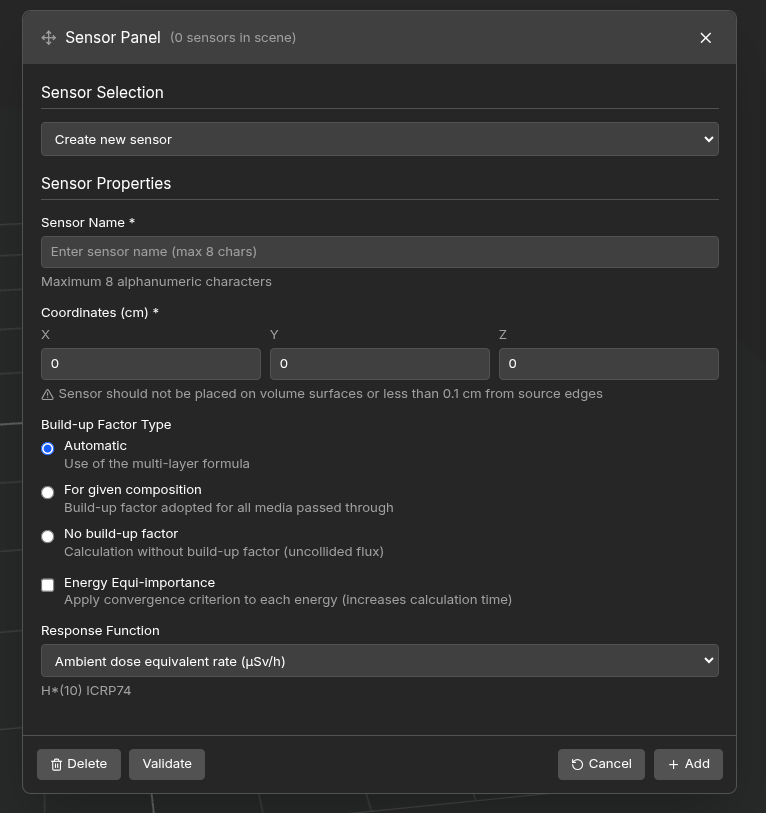 Sensor Panel (0 sensors in scene)
Sensor Selection
Create new sensor
Sensor Properties
Sensor Name *
Enter sensor name (max 8 chars)
Maximum 8 alphanumeric characters
Coordinates (cm) *
X Y Z
0 0 0
Sensor should not be placed on volume surfaces or less than 0.1 cm from source edges
Build-up Factor Type
Automatic
Use of the multi-layer formula
For given composition
Build-up factor adopted for all media passed through
No build-up factor
Calculation without build-up factor (uncollided flux)
Energy Equi-importance
Apply convergence criterion to each energy (increases calculation time)
Response Function
Ambient dose equivalent rate (µSv/h)
H*(10) ICRP74
Delete Validate Cancel Add